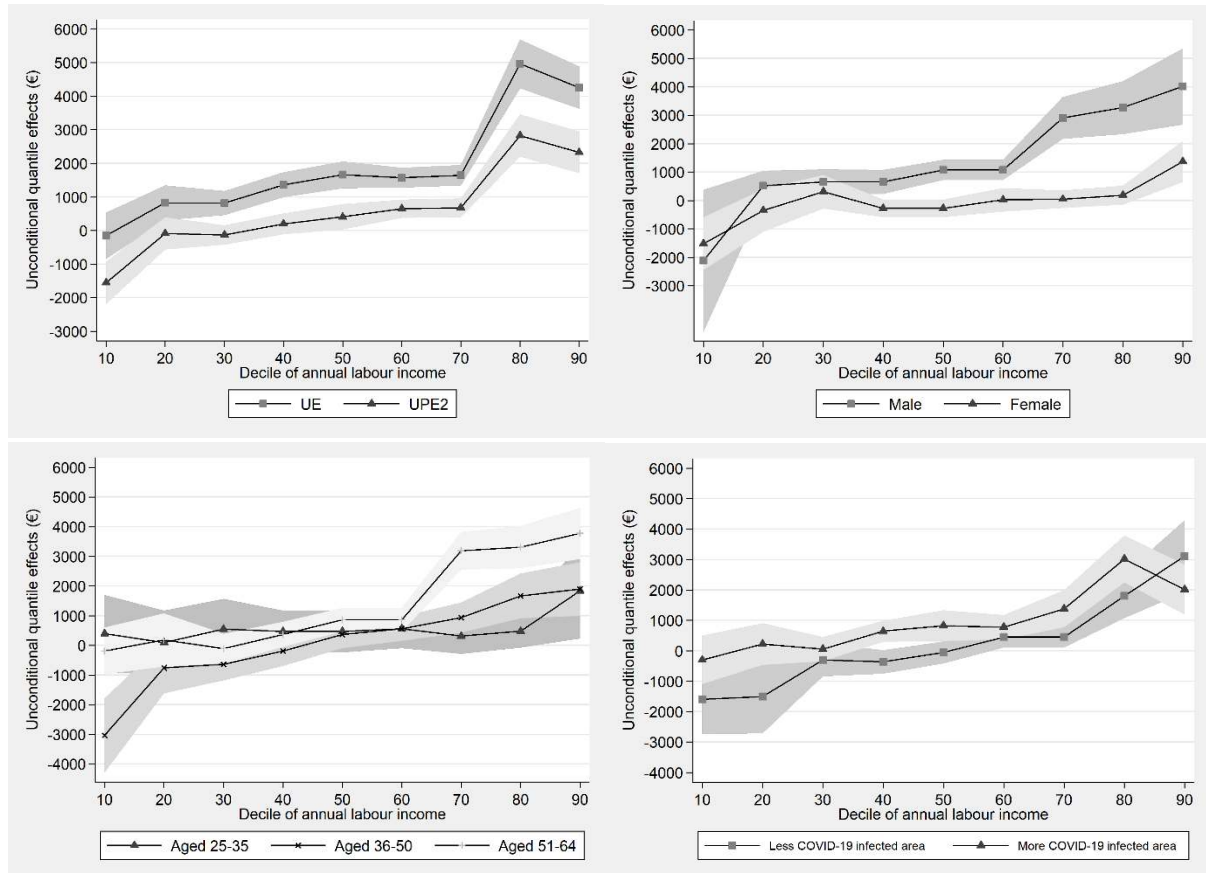 Unconditional quantile effects (€)
6000
5000
4000
3000
2000
1000
0
-1000
-2000
-3000
10 20 30 40 50 60 70 80 90
Decile of annual labour income
UE UPE2
Unconditional quantile effects (€)
6000
5000
4000
3000
2000
1000
0
-1000
-2000
-3000
10 20 30 40 50 60 70 80 90
Decile of annual labour income
Male Female
Unconditional quantile effects (€)
6000
5000
4000
3000
2000
1000
0
-1000
-2000
-3000
-4000
10 20 30 40 50 60 70 80 90
Decile of annual labour income
Aged 25-35 Aged 36-50 Aged 51-64
Unconditional quantile effects (€)
6000
5000
4000
3000
2000
1000
0
-1000
-2000
-3000
-4000
10 20 30 40 50 60 70 80 90
Decile of annual labour income
Less COVID-19 infected area More COVID-19 infected area